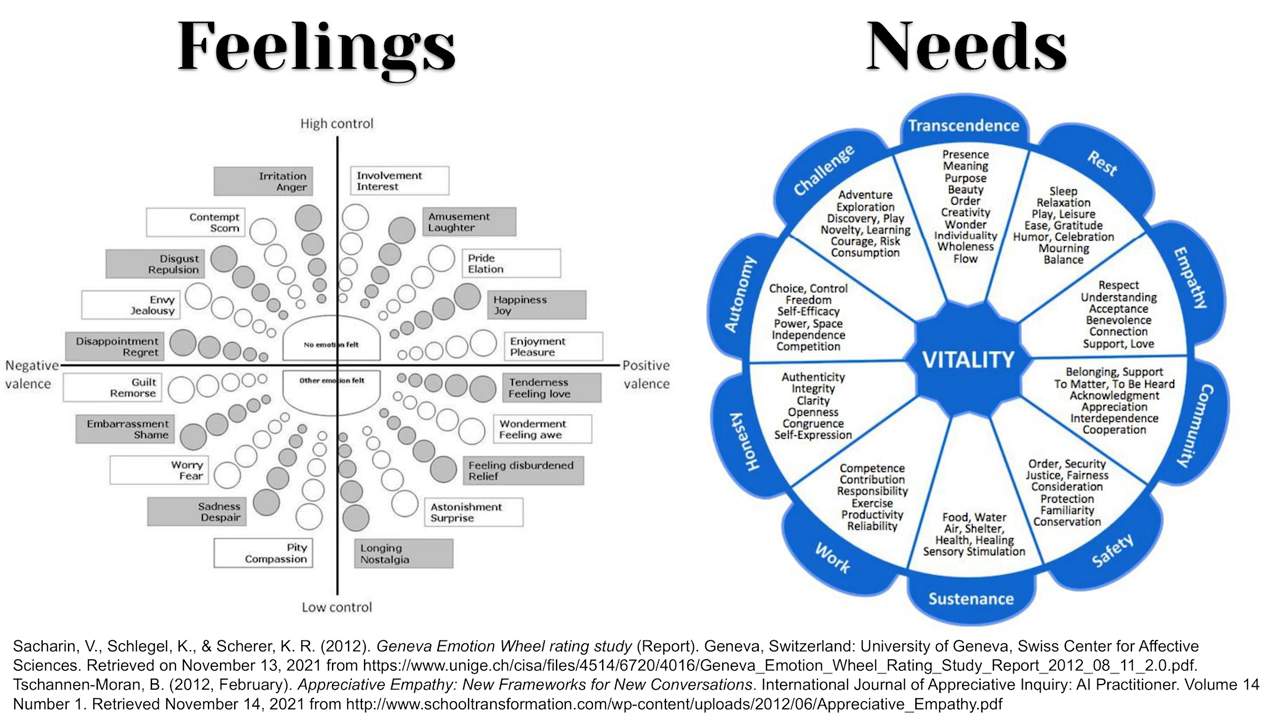 Feelings
High control
Irritation
Anger
Involvement
Interest
Contempt
Scorn
Amusement
Laughter
Disgust
Repulsion
Pride
Elation
Envy
Jealousy
Happiness
Joy
Disappointment
Regret
No emotion felt
Enjoyment
Pleasure
Negative
valence
Positive
valence
Guilt
Remorse
Other emotion felt
Tenderness
Feeling love
Embarrassment
Shame
Wonderment
Feeling awe
Worry
Fear
Feeling disburdened
Relief
Sadness
Despair
Astonishment
Surprise
Pity
Compassion
Longing
Nostalgia
Low control
Needs
Transcendence
Presence
Meaning
Purpose
Beauty
Order
Creativity
Wonder
Individuality
Wholeness
Flow
Rest
Sleep
Relaxation
Play, Leisure
Ease, Gratitude
Humor, Celebration
Mourning
Balance
Empathy
Respect
Understanding
Acceptance
Benevolence
Connection
Support, Love
Community
Belonging, Support
To Matter, To Be Heard
Acknowledgment
Appreciation
Interdependence
Cooperation
Safety
Order, Security
Justice, Fairness
Consideration
Protection
Familiarity
Conservation
Sustenance
Food, Water
Air, Shelter,
Health, Healing
Sensory Stimulation
Work
Competence
Contribution
Responsibility
Exercise
Productivity
Reliability
Honesty
Authenticity
Integrity
Clarity
Openness
Congruence
Self-Expression
Autonomy
Choice, Control
Freedom
Self-Efficacy
Power, Space
Independence
Competition
Challenge
Adventure
Exploration
Discovery, Play
Novelty, Learning
Courage, Risk
Consumption
VITALITY
Sacharin, V., Schlegel, K., & Scherer, K. R. (2012). Geneva Emotion Wheel rating study (Report). Geneva, Switzerland: University of Geneva, Swiss Center for Affective
Sciences. Retrieved on November 13, 2021 from https://www.unige.ch/cisa/files/4514/6720/4016/Geneva_Emotion_Wheel_Rating_Study_Report_2012_08_11_2.0.pdf.
Tschannen-Moran, B. (2012, February). Appreciative Empathy: New Frameworks for New Conversations. International Journal of Appreciative Inquiry: AI Practitioner. Volume 14
Number 1. Retrieved November 14, 2021 from http://www.schooltransformation.com/wp-content/uploads/2012/06/Appreciative_Empathy.pdf